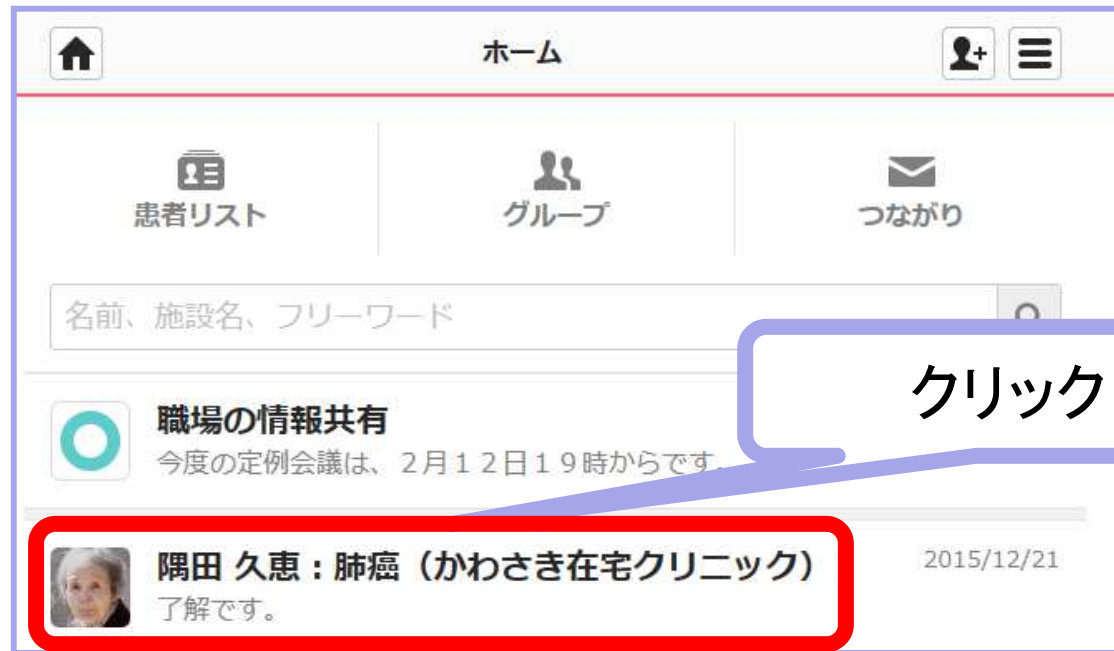 ホーム
患者リスト
グループ
つながり
名前、施設名、フリーワード
クリック
職場の情報共有
今度の定例会議は、2月12日19時からです。
隅田 久恵：肺癌（かわさき在宅クリニック）
2015/12/21
了解です。